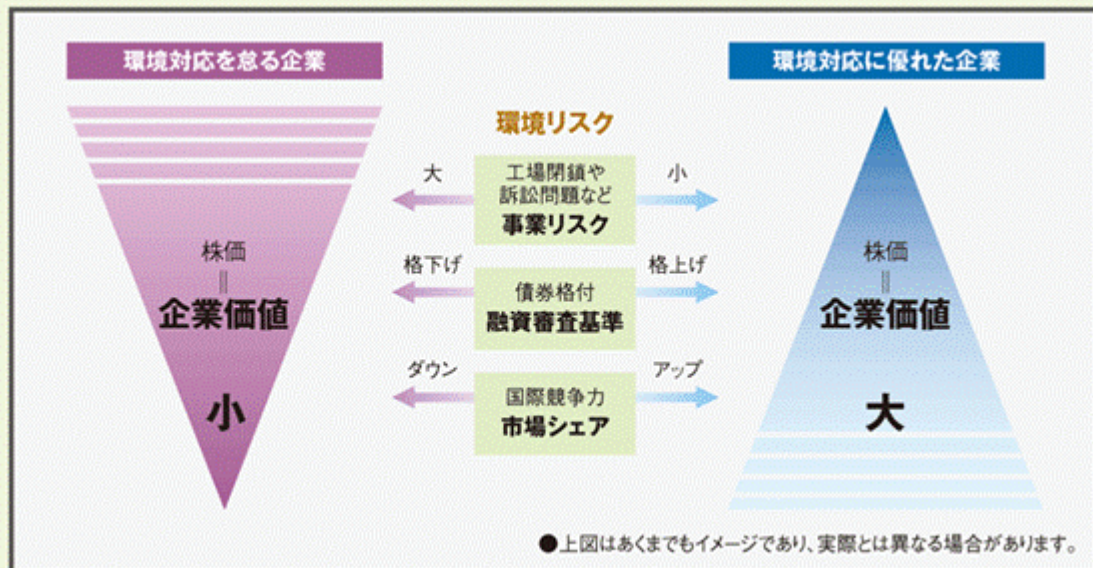 環境対応を怠る企業
環境対応に優れた企業
環境リスク
大
工場閉鎖や
訴訟問題など
事業リスク
小
格下げ
債券格付
融資審査基準
格上げ
ダウン
国際競争力
市場シェア
アップ
株価
||
企業価値
小
株価
||
企業価値
大
●上図はあくまでもイメージであり、実際とは異なる場合があります。